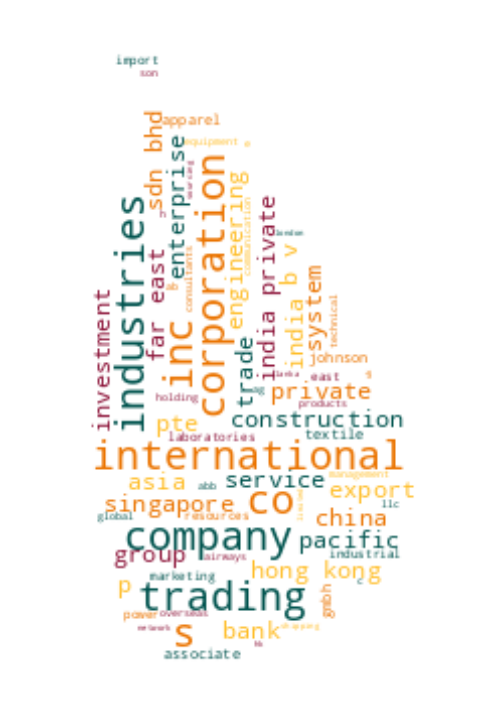 import
son
apparel
sdn bhd
equipment
enterprise
corporation
engineering
communication
industries
india private
london
far east
consultants
b v
india
system
technical
investment
inc
trade
johnson
lanka
east
private
holding
products
pte
construction
laboratories
textile
international
asia
abb
service
management
export
singapore
co
llc
global
resources
china
company
pacific
group
airways
industrial
hong kong
marketing
c
p
trading
gmbh
power
overseas
network
s
bank
shipping
hk
associate